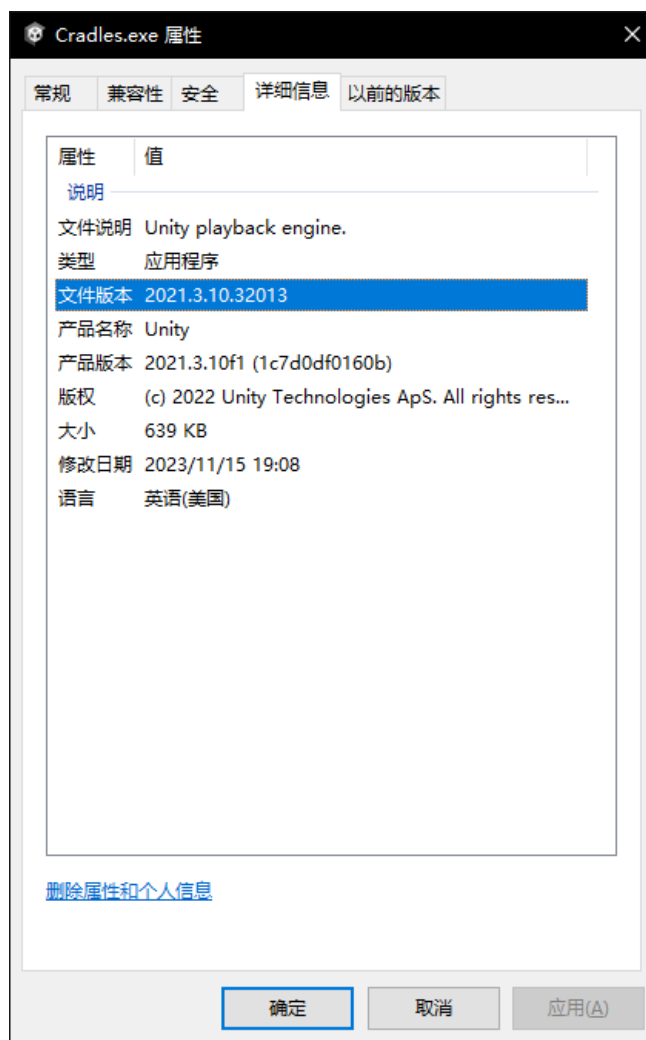 Cradles.exe 属性
常规 兼容性 安全 详细信息 以前的版本
属性 值
说明
文件说明 Unity playback engine.
类型 应用程序
文件版本 2021.3.10.32013
产品名称 Unity
产品版本 2021.3.10f1 (1c7d0df0160b)
版权 (c) 2022 Unity Technologies ApS. All rights res...
大小 639 KB
修改日期 2023/11/15 19:08
语言 英语(美国)
删除属性和个人信息
确定 取消 应用(A)